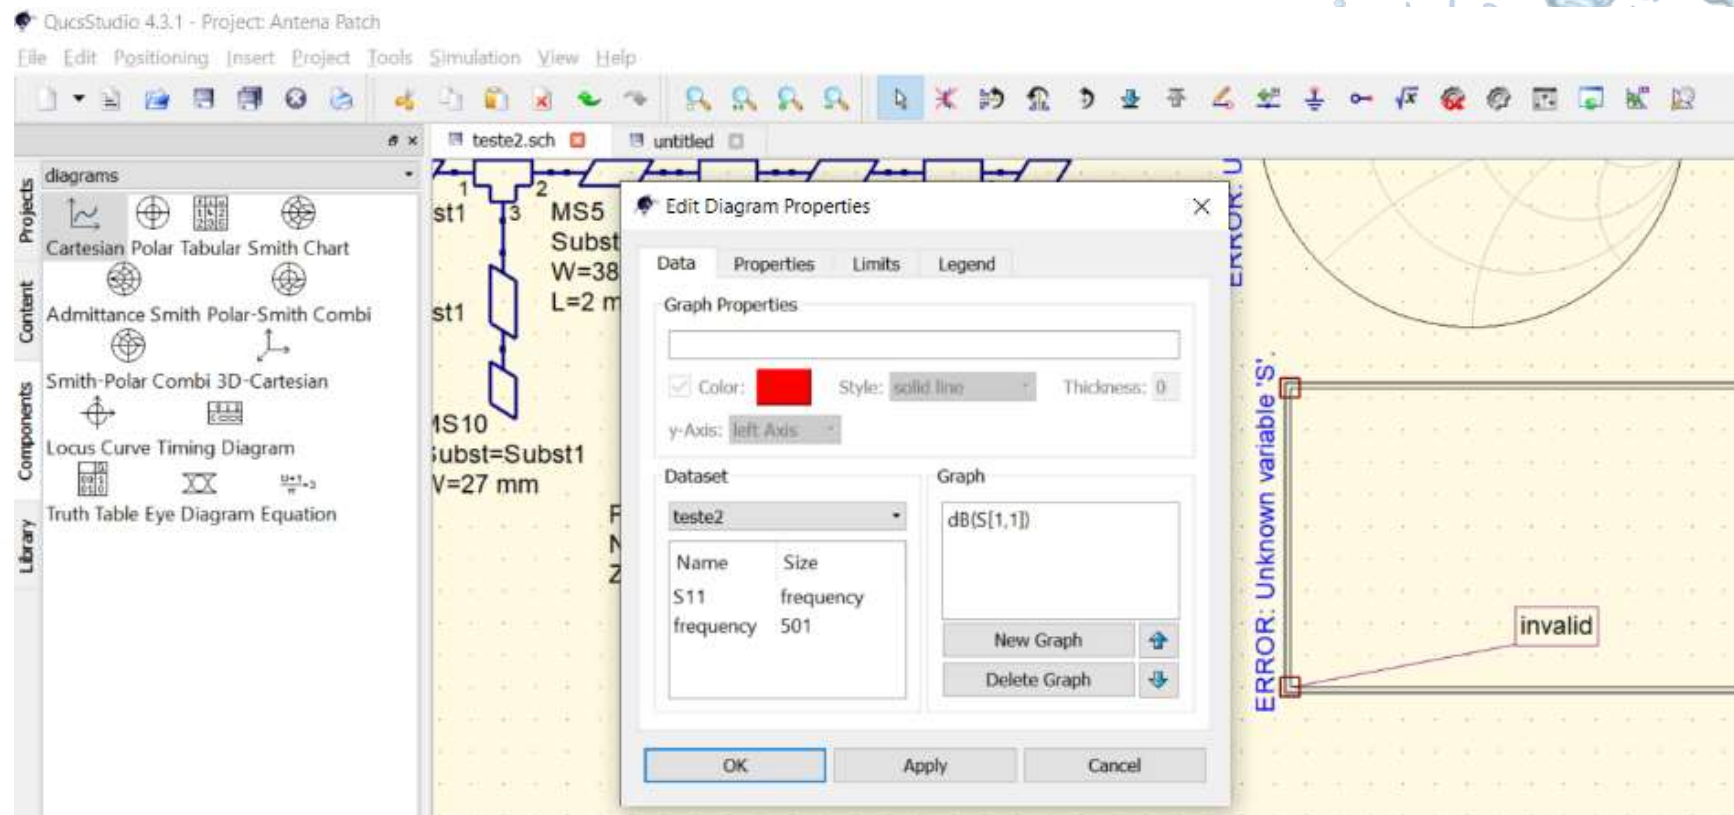 QucsStudio 4.3.1 - Project: Antena Patch
File Edit Positioning Insert Project Tools Simulation View Help
teste2.sch untitled
diagrams
Projects
Content
Components
Library
Cartesian Polar Tabular Smith Chart
Admittance Smith Polar-Smith Combi
Smith-Polar Combi 3D-Cartesian
Locus Curve Timing Diagram
Truth Table Eye Diagram Equation
1 2
st1 3 MS5
Subst
W=38
st1 L=2 m
MS10
Subst=Subst1
W=27 mm
Edit Diagram Properties
Data Properties Limits Legend
Graph Properties
Color: Style: solid line Thickness: 0
y-Axis: left Axis
Dataset Graph
teste2 dB(S[1,1])
Name Size
S11 frequency
frequency 501
New Graph
Delete Graph
OK Apply Cancel
ERROR: U
ERROR: Unknown variable 'S'.
invalid